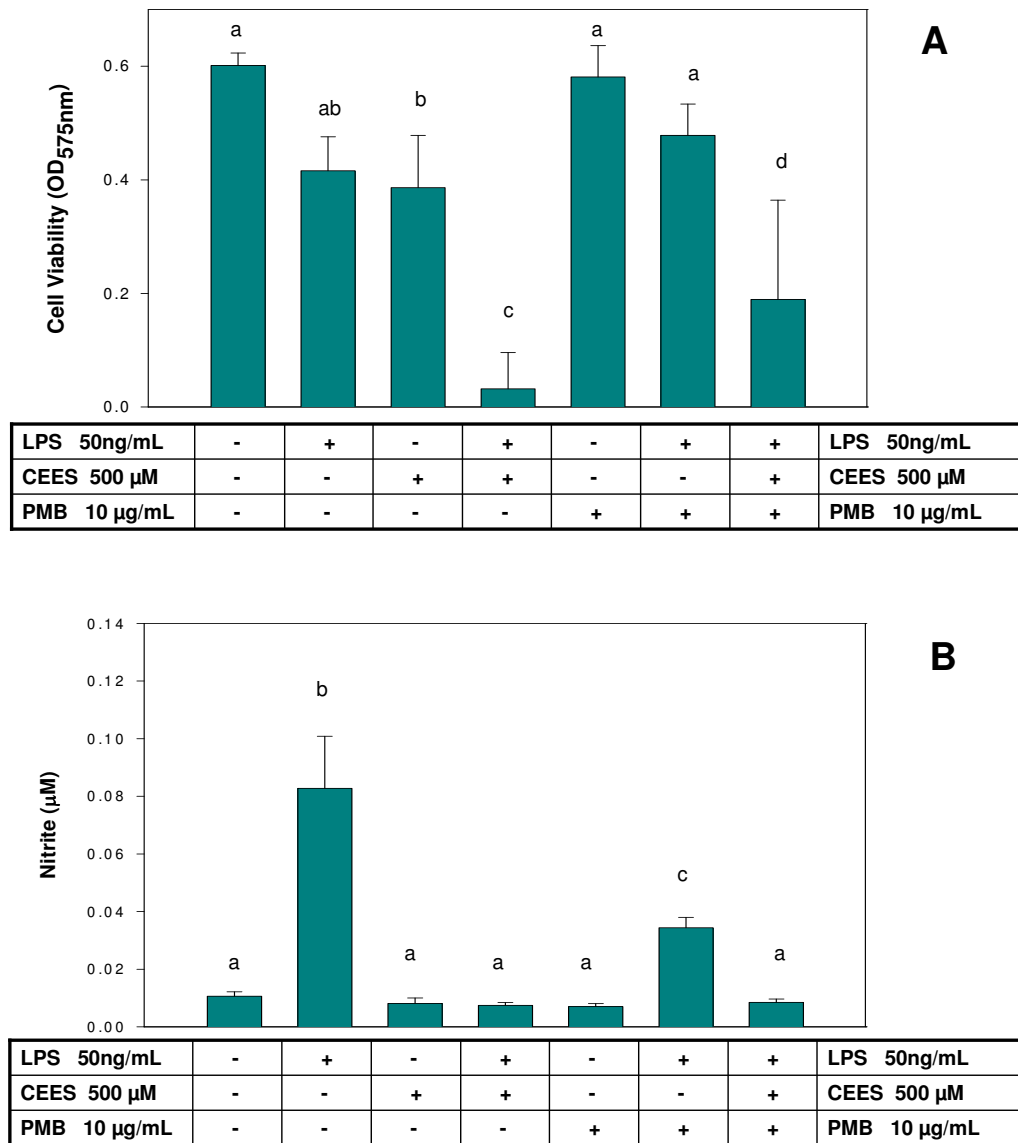 A
a
ab
b
c
a
a
d
0.6
0.4
0.2
0.0
Cell Viability (OD575nm)
LPS 50ng/mL - + - + - + + LPS 50ng/mL
CEES 500 µM - - + + - - + CEES 500 µM
PMB 10 µg/mL - - - - + + + PMB 10 µg/mL
B
0.14
0.12
0.10
0.08
0.06
0.04
0.02
0.00
Nitrite (µM)
a
b
a
a
a
c
a
LPS 50ng/mL - + - + - + + LPS 50ng/mL
CEES 500 µM - - + + - - + CEES 500 µM
PMB 10 µg/mL - - - - + + + PMB 10 µg/mL